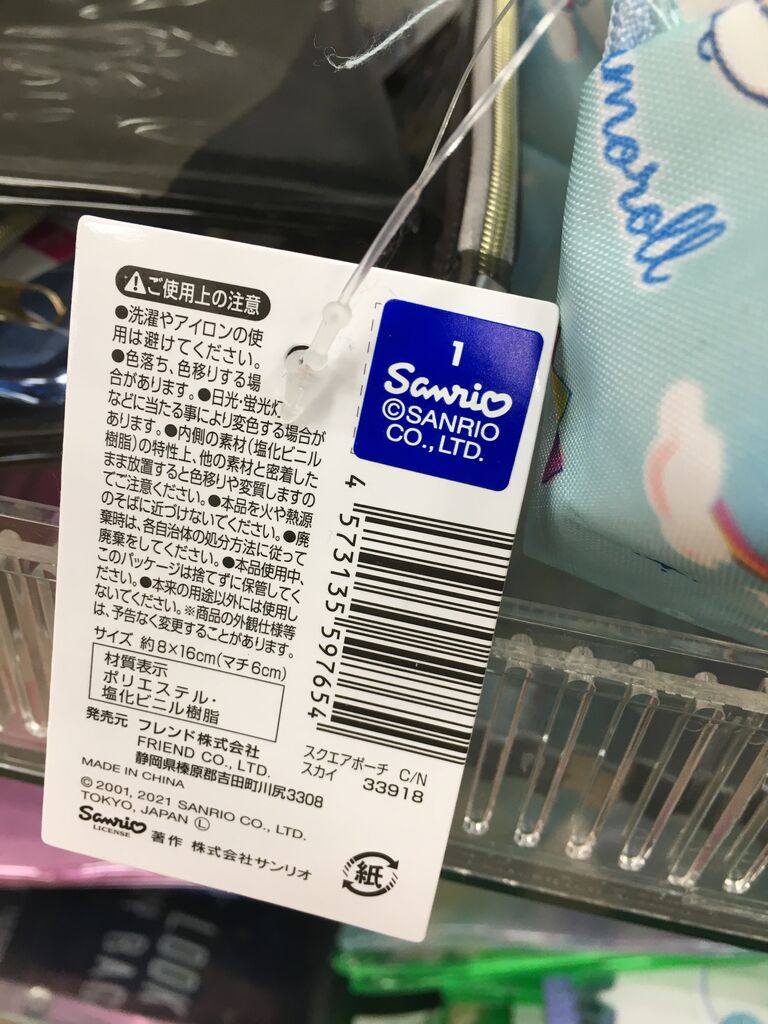 ⚠ご使用上の注意
●洗濯やアイロンの使
用は避けてください。
●色落ち、色移りする場
合があります。●日光・蛍光灯
などに当たる事により変色する場合が
あります。●内側の素材(塩化ビニル
樹脂)の特性上、他の素材と密着した
まま放置すると色移りや変質しますの
でご注意ください。●本品を火や熱源
のそばに近づけないでください。●廃
棄時は、各自治体の処分方法に従って
廃棄をしてください。●本品使用中、
このパッケージは捨てずに保管してく
ださい。●本来の用途以外には使用し
ないでください。※商品の外観仕様等
は、予告なく変更することがあります。
サイズ 約8×16cm(マチ6cm)
材質表示
ポリエステル・
塩化ビニル樹脂
発売元 フレンド株式会社
FRIEND CO., LTD.
静岡県榛原郡吉田町川尻3308
MADE IN CHINA
© 2001, 2021 SANRIO CO., LTD.
TOKYO, JAPAN Ⓛ
Sanrio
LICENSE
著作 株式会社サンリオ
紙
1
Sanrio
©SANRIO
CO., LTD.
4 573135 597654
スクエアポーチ C/N
スカイ 33918
moroll
LOOK